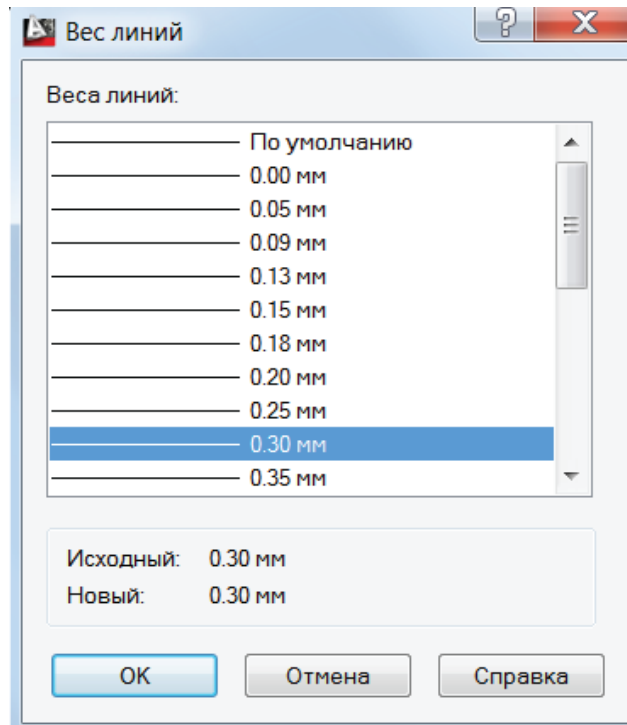 Вес линий
Веса линий:
По умолчанию
0.00 мм
0.05 мм
0.09 мм
0.13 мм
0.15 мм
0.18 мм
0.20 мм
0.25 мм
0.30 мм
0.35 мм
Исходный: 0.30 мм
Новый: 0.30 мм
OK Отмена Справка